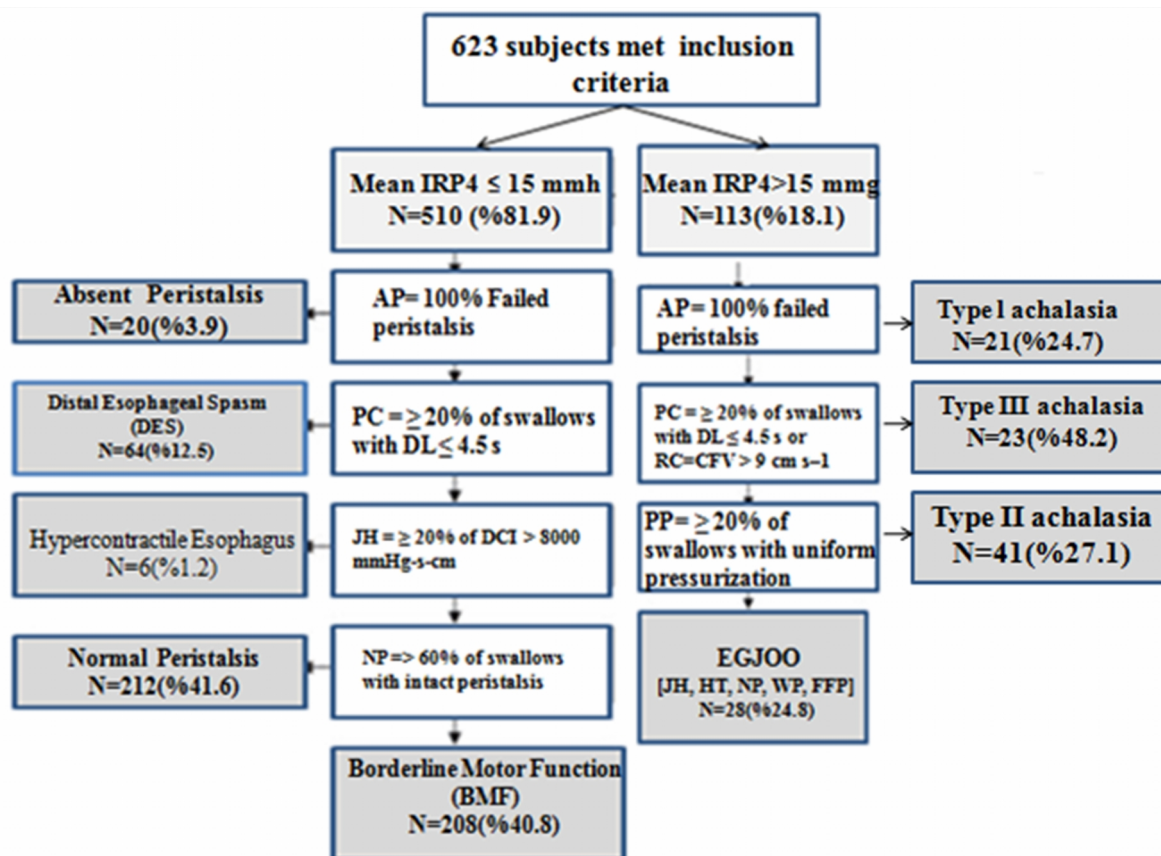 623 subjects met inclusion
criteria
Mean IRP4 ≤ 15 mmh
N=510 (%81.9)
Mean IRP4>15 mmg
N=113(%18.1)
Absent Peristalsis
N=20(%3.9)
AP= 100% Failed
peristalsis
AP=100% failed
peristalsis
Type I achalasia
N=21(%24.7)
Distal Esophageal Spasm
(DES)
N=64(%12.5)
PC = ≥ 20% of swallows
with DL ≤ 4.5 s
PC = ≥ 20% of swallows
with DL ≤ 4.5 s or
RC=CFV > 9 cm s–1
Type III achalasia
N=23(%48.2)
Hypercontractile Esophagus
N=6(%1.2)
JH = ≥ 20% of DCI > 8000
mmHg-s-cm
PP= ≥ 20% of
swallows with uniform
pressurization
Type II achalasia
N=41(%27.1)
Normal Peristalsis
N=212(%41.6)
NP=> 60% of swallows
with intact peristalsis
EGJOO
[JH, HT, NP, WP, FFP]
N=28(%24.8)
Borderline Motor Function
(BMF)
N=208(%40.8)